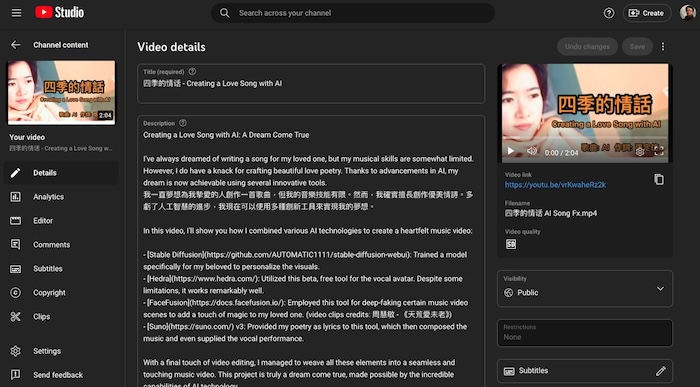 Studio
Search across your channel
Create
Channel content
Video details
Undo changes
Save
四季的情話
Creating a Love Song with AI
歌曲: AI
2:04
Your video
四季的情话 - Creating a Love Song w...
Details
Analytics
Editor
Comments
Subtitles
Copyright
Clips
Settings
Send feedback
Title (required)
四季的情话 - Creating a Love Song with AI
Description
Creating a Love Song with AI: A Dream Come True
I've always dreamed of writing a song for my loved one, but my musical skills are somewhat limited.
However, I do have a knack for crafting beautiful love poetry. Thanks to advancements in AI, my
dream is now achievable using several innovative tools.
我一直夢想為我摯愛的人創作一首歌曲，但我的音樂技能有限。然而，我確實擅長創作優美情詩。多
虧了人工智慧的進步，我現在可以使用多種創新工具來實現我的夢想。
In this video, I'll show you how I combined various AI technologies to create a heartfelt music video:
- [Stable Diffusion](https://github.com/AUTOMATIC1111/stable-diffusion-webui): Trained a model
specifically for my beloved to personalize the visuals.
- [Hedra](https://www.hedra.com/): Utilized this beta, free tool for the vocal avatar. Despite some
limitations, it works remarkably well.
- [FaceFusion](https://docs.facefusion.io/): Employed this tool for deep-faking certain music video
scenes to add a touch of magic to my loved one. (video clips credits: 周慧敏 - 《天荒愛未老》)
- [Suno](https://suno.com/) v3: Provided my poetry as lyrics to this tool, which then composed the
music and even supplied the vocal performance.
With a final touch of video editing, I managed to weave all these elements into a seamless and
touching music video. This project is truly a dream come true, made possible by the incredible
capabilities of AI technology.
四季的情話
Creating a Love Song with AI
歌曲: AI
0:00 / 2:04
Video link
https://youtu.be/vrKwaheRz2k
Filename
四季的情话 AI Song Fx.mp4
Video quality
SD
Visibility
Public
Restrictions
None
Subtitles